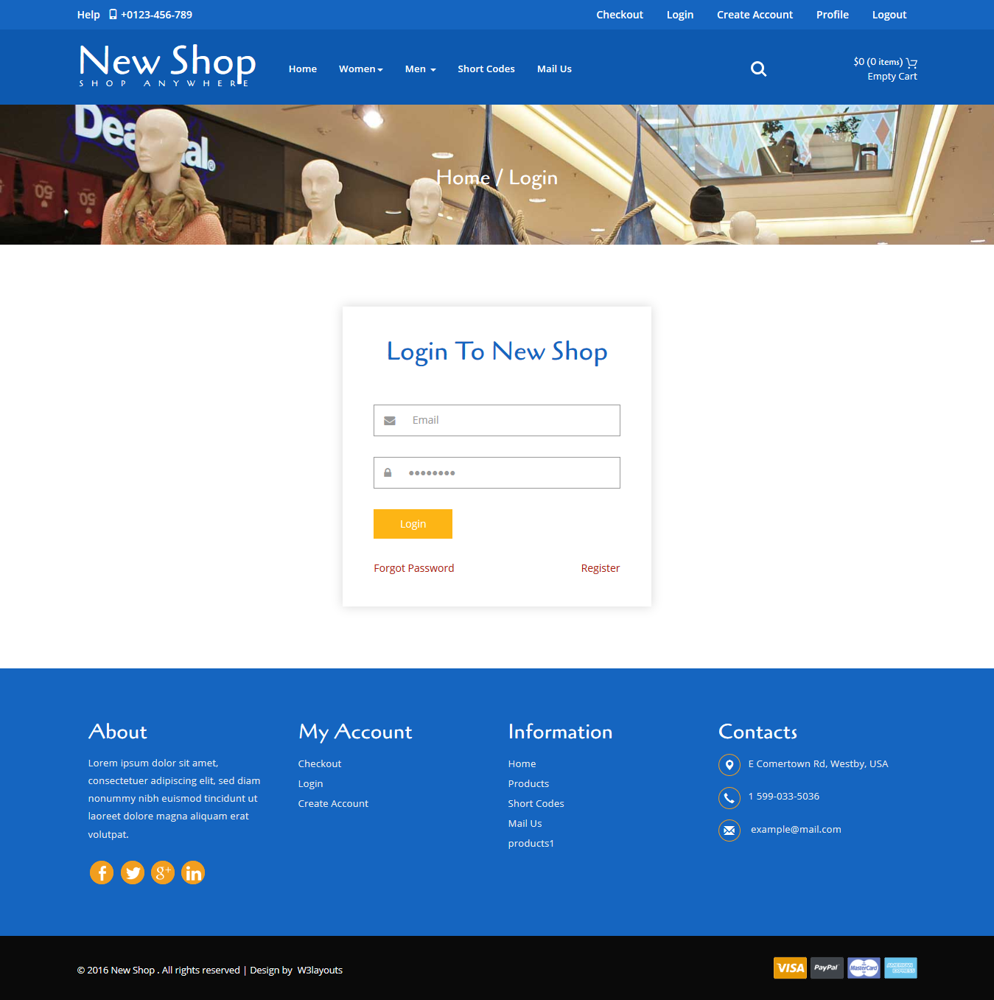 Help +0123-456-789
Checkout Login Create Account Profile Logout
New Shop
SHOP ANYWHERE
Home Women Men Short Codes Mail Us
$0 (0 items)
Empty Cart
Home / Login
50
50
Login To New Shop
Email
••••••••
Login
Forgot Password Register
About
Lorem ipsum dolor sit amet,
consectetuer adipiscing elit, sed diam
nonummy nibh euismod tincidunt ut
laoreet dolore magna aliquam erat
volutpat.
My Account
Checkout
Login
Create Account
Information
Home
Products
Short Codes
Mail Us
products1
Contacts
E Comertown Rd, Westby, USA
1 599-033-5036
example@mail.com
© 2016 New Shop . All rights reserved | Design by W3layouts
VISA PayPal MasterCard AMERICAN EXPRESS